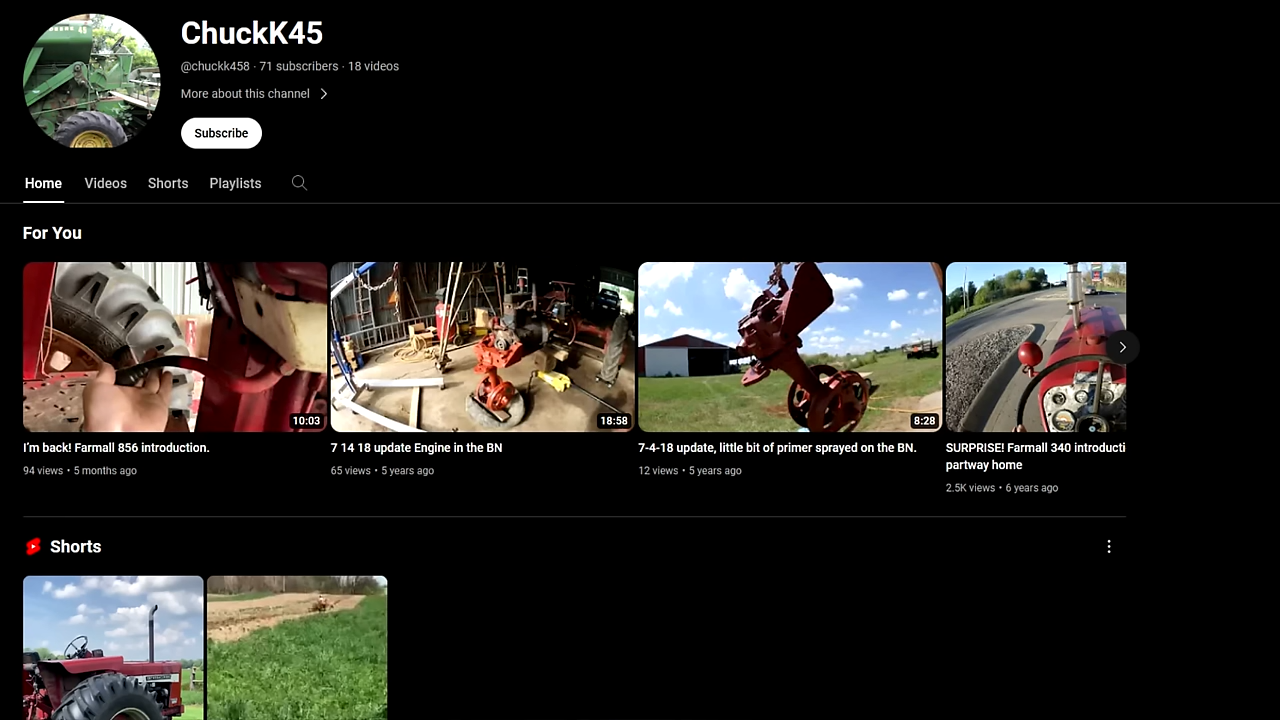 ChuckK45
@chuckk458 · 71 subscribers · 18 videos
More about this channel
Subscribe
Home
Videos
Shorts
Playlists
For You
10:03
18:58
8:28
I'm back! Farmall 856 introduction.
94 views • 5 months ago
7 14 18 update Engine in the BN
65 views • 5 years ago
7-4-18 update, little bit of primer sprayed on the BN.
12 views • 5 years ago
SURPRISE! Farmall 340 introducti
partway home
2.5K views • 6 years ago
Shorts